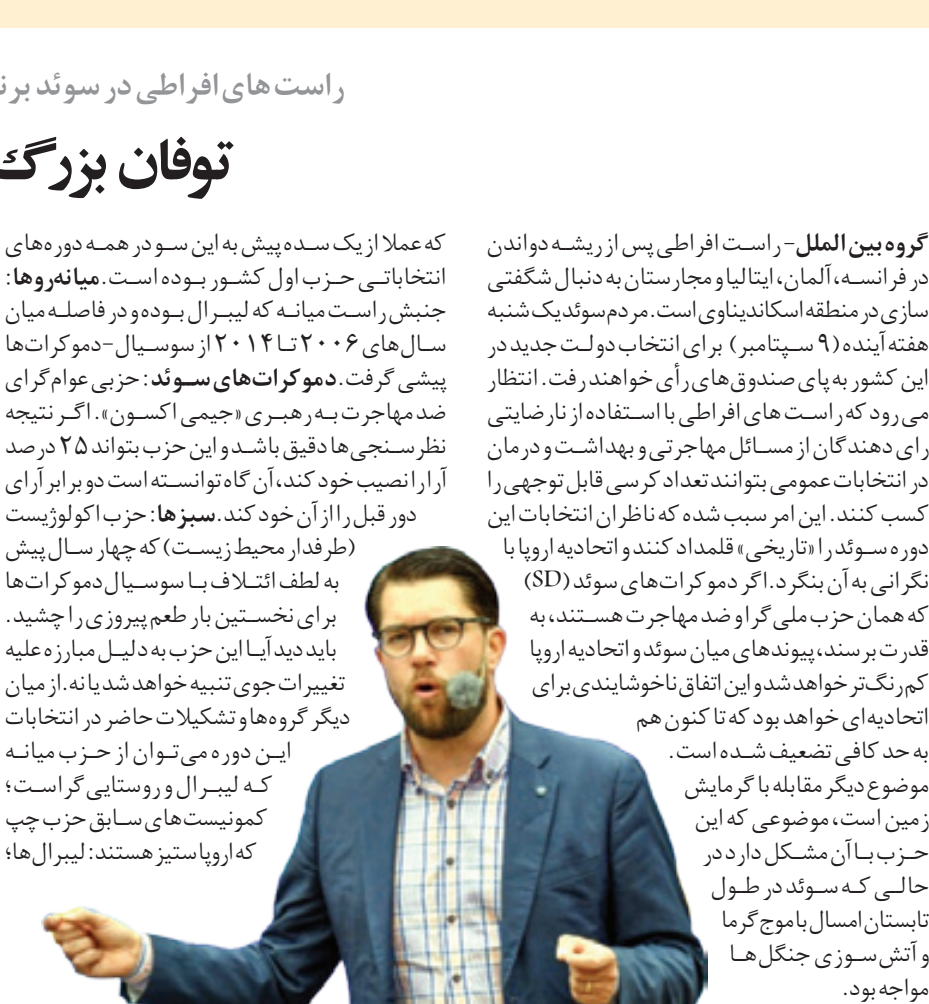 راست های افراطی در سوئد
توفان بزرگ
گروه بین الملل- راست افراطی پس از ریشه دواندن
در فرانسه، آلمان، ایتالیا و مجارستان به دنبال شگفتی
سازی در منطقه اسکاندیناوی است. مردم سوئد یک شنبه
هفته آینده (۹ سپتامبر) برای انتخاب دولت جدید در
این کشور به پای صندوق های رأی خواهند رفت. انتظار
می رود که راست های افراطی با استفاده از نارضایتی
رای دهندگان از مسائل مهاجرتی و بهداشت و درمان
در انتخابات عمومی بتوانند تعداد کرسی قابل توجهی را
کسب کنند. این امر سبب شده که ناظران انتخابات این
دوره سوئد را «تاریخی» قلمداد کنند و اتحادیه اروپا با
نگرانی به آن بنگرد. اگر دموکرات‌های سوئد (SD)
که همان حزب ملی گرا و ضد مهاجرت هستند، به
قدرت برسند، پیوندهای میان سوئد و اتحادیه اروپا
کم رنگ‌تر خواهد شد و این اتفاق ناخوشایندی برای
اتحادیه‌ای خواهد بود که تا کنون هم
به حد کافی تضعیف شده است.
موضوع دیگر مقابله با گرمایش
زمین است، موضوعی که این
حزب با آن مشکل دارد در
حالی که سوئد در طول
تابستان امسال با موج گرما
و آتش سوزی جنگل ها
مواجه بود.
که عملا از یک سده پیش به این سو در همه دوره‌های
انتخاباتی حزب اول کشور بوده است. میانه‌روها:
جنبش راست میانه که لیبرال بوده و در فاصله میان
سال‌های ۲۰۰۶ تا ۲۰۱۴ از سوسیال-دموکرات‌ها
پیشی گرفت. دموکرات‌های سوئد: حزبی عوام گرای
ضد مهاجرت به رهبری «جیمی اکسون». اگر نتیجه
نظرسنجی‌ها دقیق باشد و این حزب بتواند ۲۵ درصد
آرا را نصیب خود کند، آن گاه توانسته است دو برابر آرای
دور قبل را از آن خود کند. سبزها: حزب اکولوژیست
(طرفدار محیط زیست) که چهار سال پیش
به لطف ائتلاف با سوسیال دموکرات‌ها
برای نخستین بار طعم پیروزی را چشید.
باید دید آیا این حزب به دلیل مبارزه علیه
تغییرات جوی تنبیه خواهد شد یا نه. از میان
دیگر گروه‌ها و تشکیلات حاضر در انتخابات
این دوره می توان از حزب میانه
که لیبرال و روستایی گراست؛
کمونیست‌های سابق حزب چپ
که اروپاستیز هستند: لیبرال‌ها؛